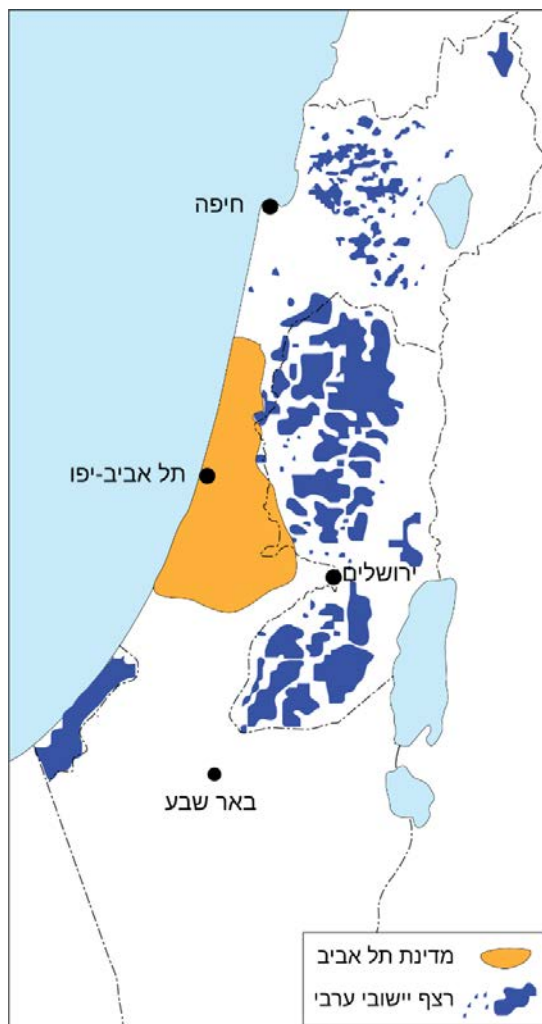 חיפה
תל אביב-יפו
ירושלים
באר שבע
מדינת תל אביב
רצף יישובי ערבי